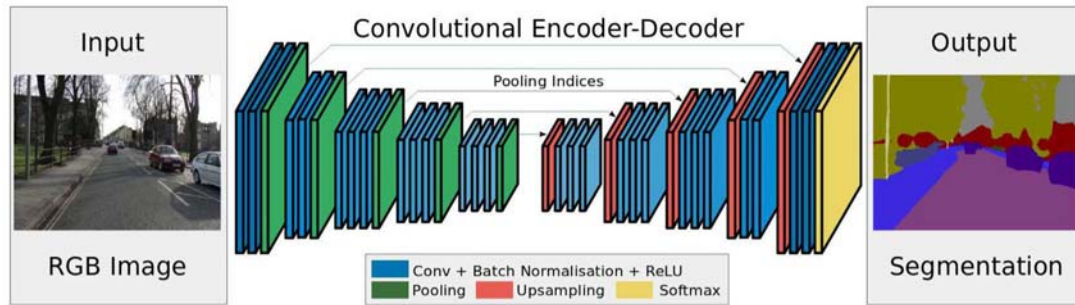 Input
RGB Image
Convolutional Encoder-Decoder
Pooling Indices
Conv + Batch Normalisation + ReLU
Pooling Upsampling Softmax
Output
Segmentation